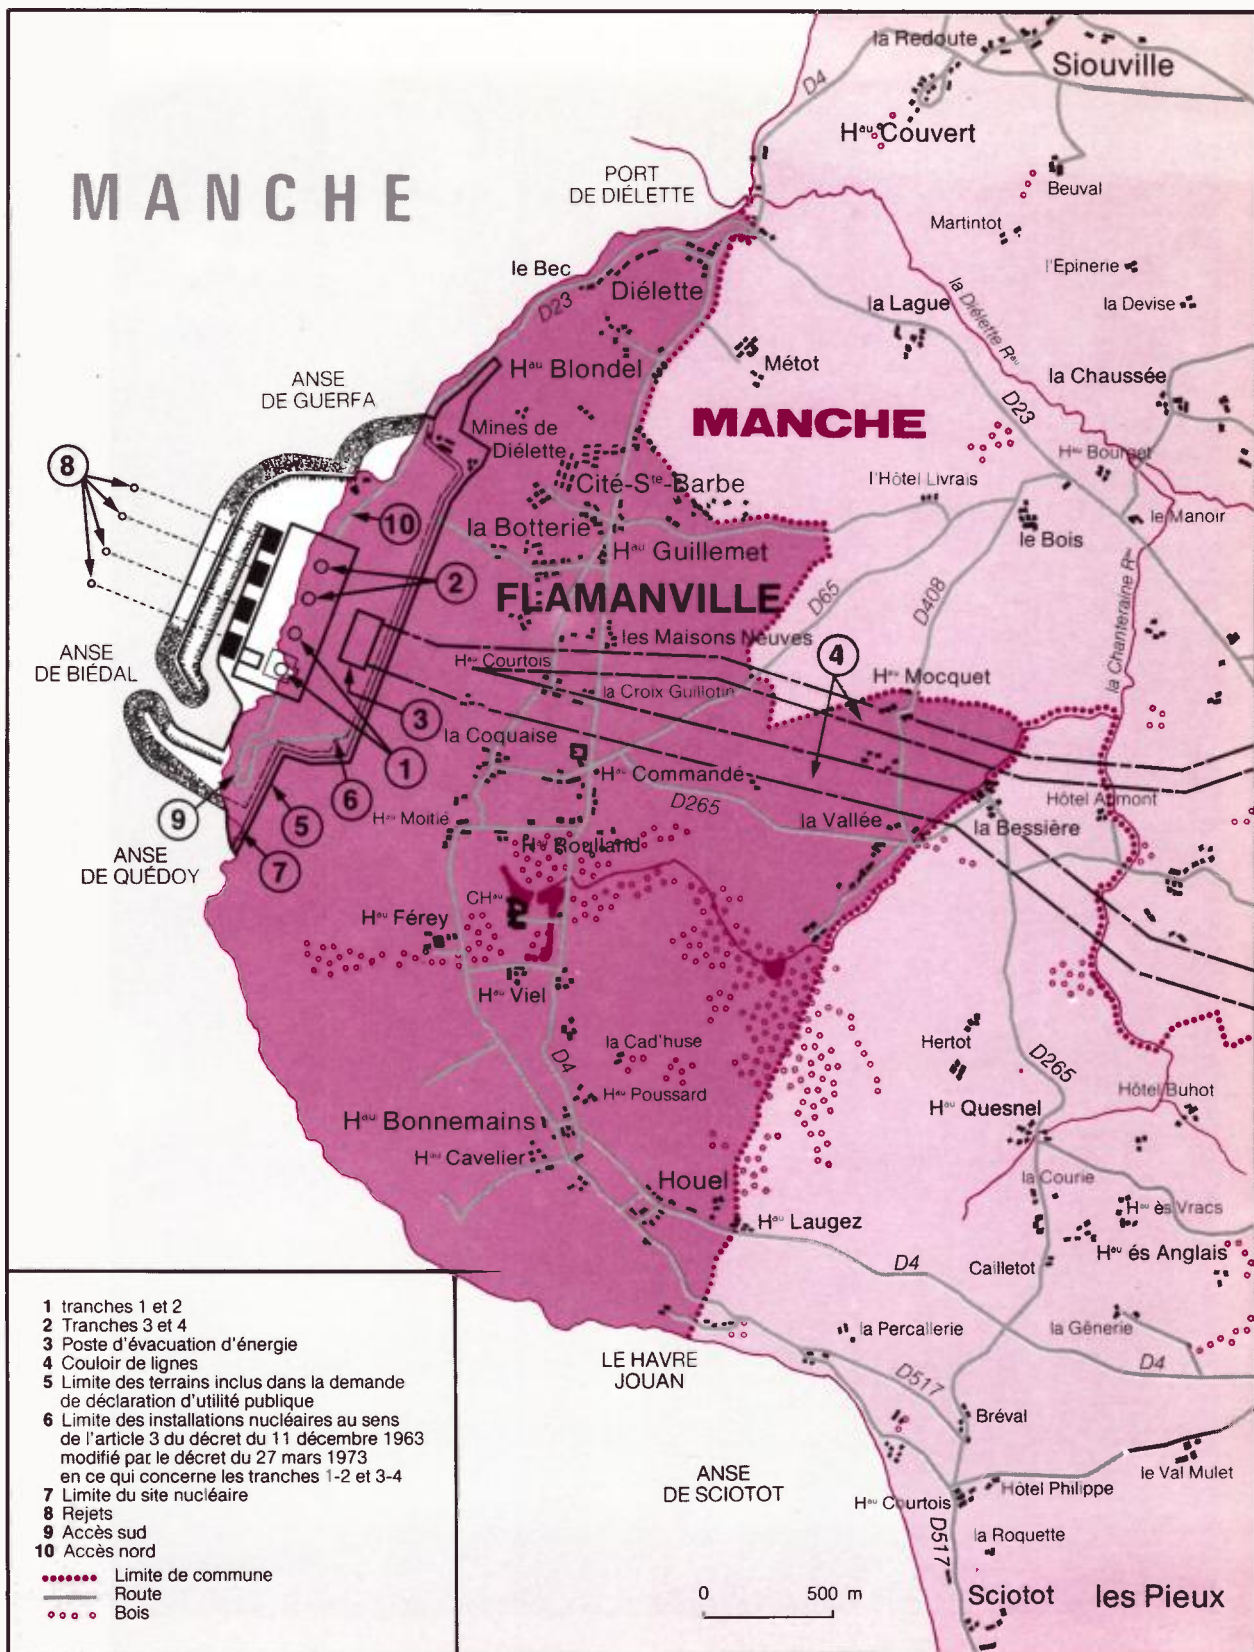 la Redoute
Siouville
D4
Hau Couvert
MANCHE
PORT
DE DIÉLETTE
Beuval
Martintot
l'Epinerie
la Devise
le Bec
Diélette
D23
la Lague
la Diélette Rau
Hau Blondel
Métot
la Chaussée
ANSE
DE GUERFA
D23
MANCHE
Mines de
Diélette
Hau Bourget
8
Cité-Ste-Barbe
l'Hôtel Livrais
10
la Botterie
le Manoir
le Bois
Hau Guillemet
2
FLAMANVILLE
D65
D408
la Chanteraine Rau
les Maisons Neuves
ANSE
DE BIÉDAL
4
Hau Courtois
Hau Mocquet
la Croix Guillotin
3
la Coquaise
1
Hau Commandé
6
D265
Hôtel Aumont
9
5
Hau Moitié
la Vallée
la Bessière
ANSE
DE QUÉDOY
7
Hau Roulland
CHau
Hau Férey
Hau Viel
la Cad'huse
Hertot
D4
D265
Hau Poussard
Hôtel Buhot
Hau Bonnemains
Hau Quesnel
Hau Cavelier
Houel
la Courie
Hau ès Vracs
Hau Laugez
Hau és Anglais
D4
Cailletot
la Percallerie
la Gênerie
D4
LE HAVRE
JOUAN
D517
Bréval
le Val Mulet
ANSE
DE SCIOTOT
Hôtel Philippe
Hau Courtois
la Roquette
D517
Sciotot
les Pieux
1 tranches 1 et 2
2 Tranches 3 et 4
3 Poste d'évacuation d'énergie
4 Couloir de lignes
5 Limite des terrains inclus dans la demande
de déclaration d'utilité publique
6 Limite des installations nucléaires au sens
de l'article 3 du décret du 11 décembre 1963
modifié par le décret du 27 mars 1973
en ce qui concerne les tranches 1-2 et 3-4
7 Limite du site nucléaire
8 Rejets
9 Accès sud
10 Accès nord
Limite de commune
Route
Bois
0 500 m